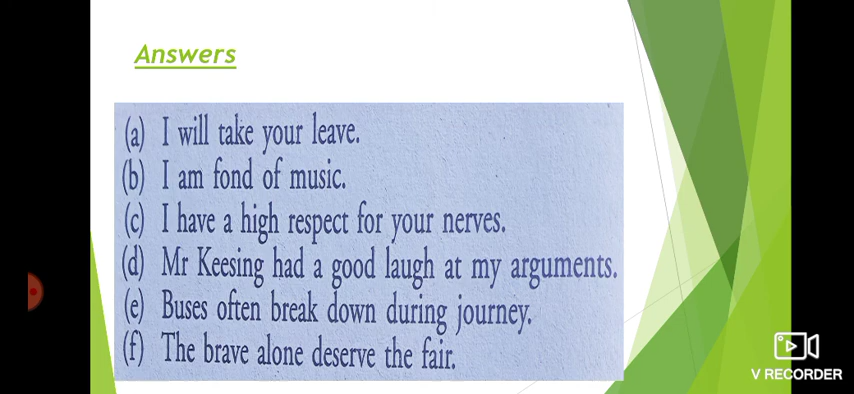 Answers
(a) I will take your leave.
(b) I am fond of music.
(c) I have a high respect for your nerves.
(d) Mr Keesing had a good laugh at my arguments.
(e) Buses often break down during journey.
(f) The brave alone deserve the fair.
V RECORDER